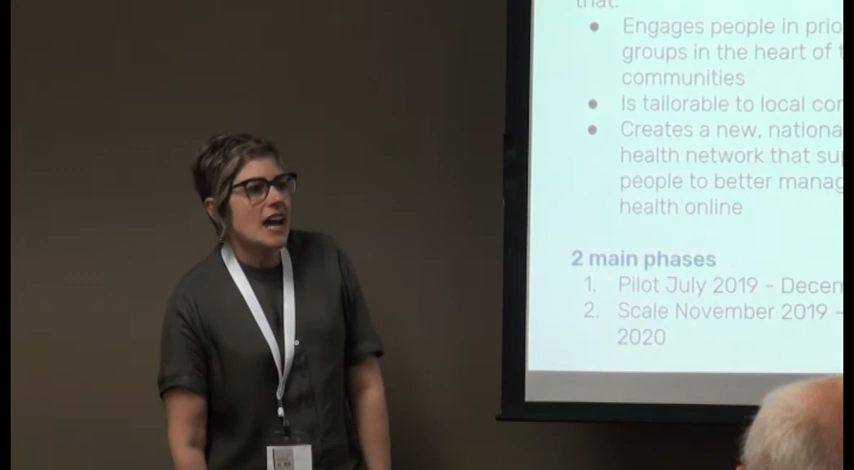 that:
● Engages people in prio
groups in the heart of t
communities
● Is tailorable to local con
● Creates a new, nationa
health network that sup
people to better manag
health online
2 main phases
1. Pilot July 2019 - Decem
2. Scale November 2019 -
2020